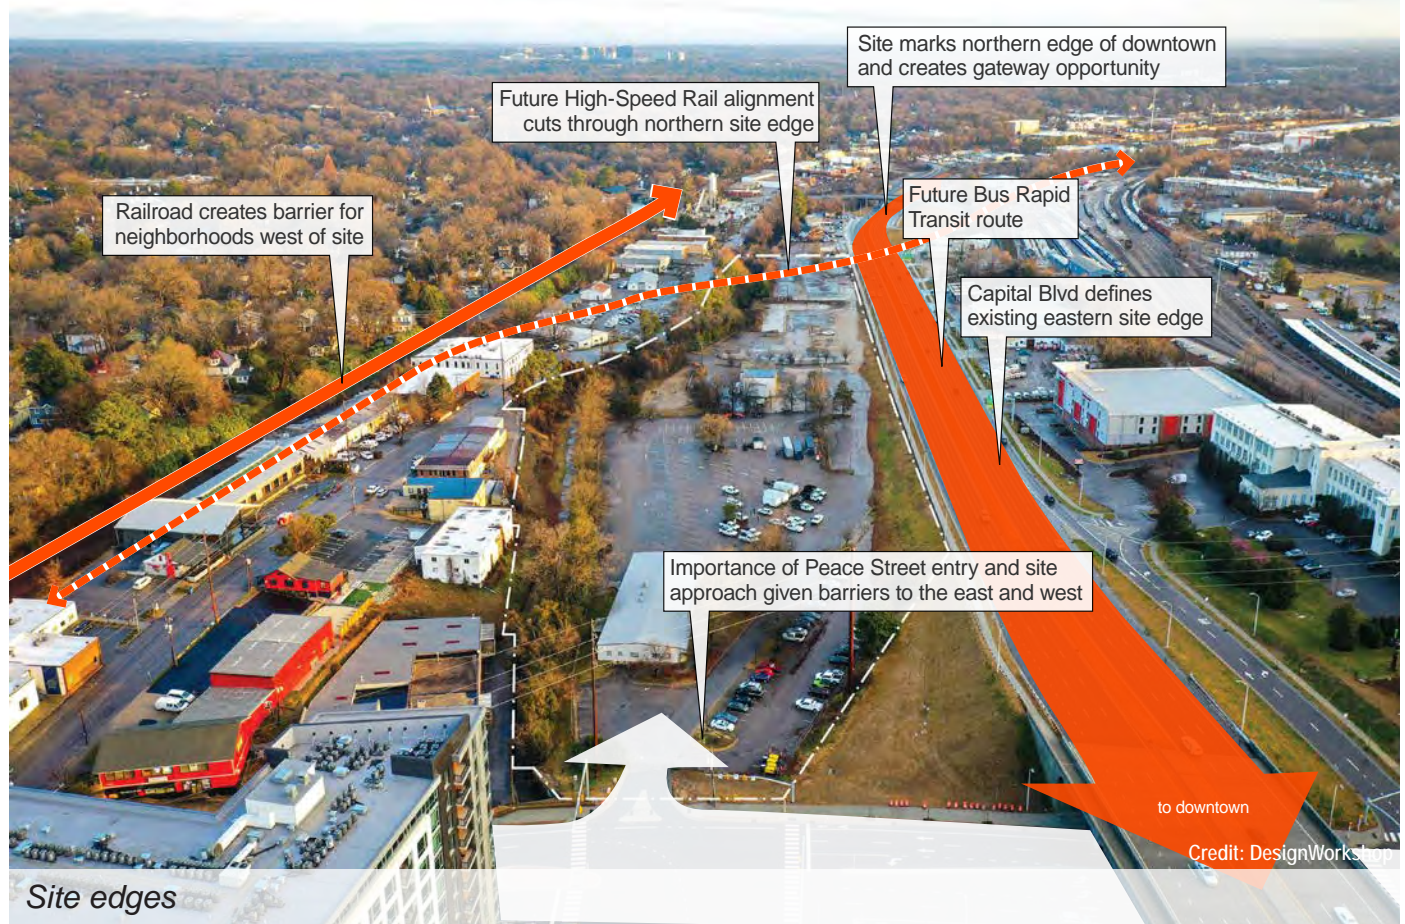 Site marks northern edge of downtown
and creates gateway opportunity
Future High-Speed Rail alignment
cuts through northern site edge
Railroad creates barrier for
neighborhoods west of site
Future Bus Rapid
Transit route
Capital Blvd defines
existing eastern site edge
Importance of Peace Street entry and site
approach given barriers to the east and west
to downtown
Credit: DesignWorkshop
Site edges